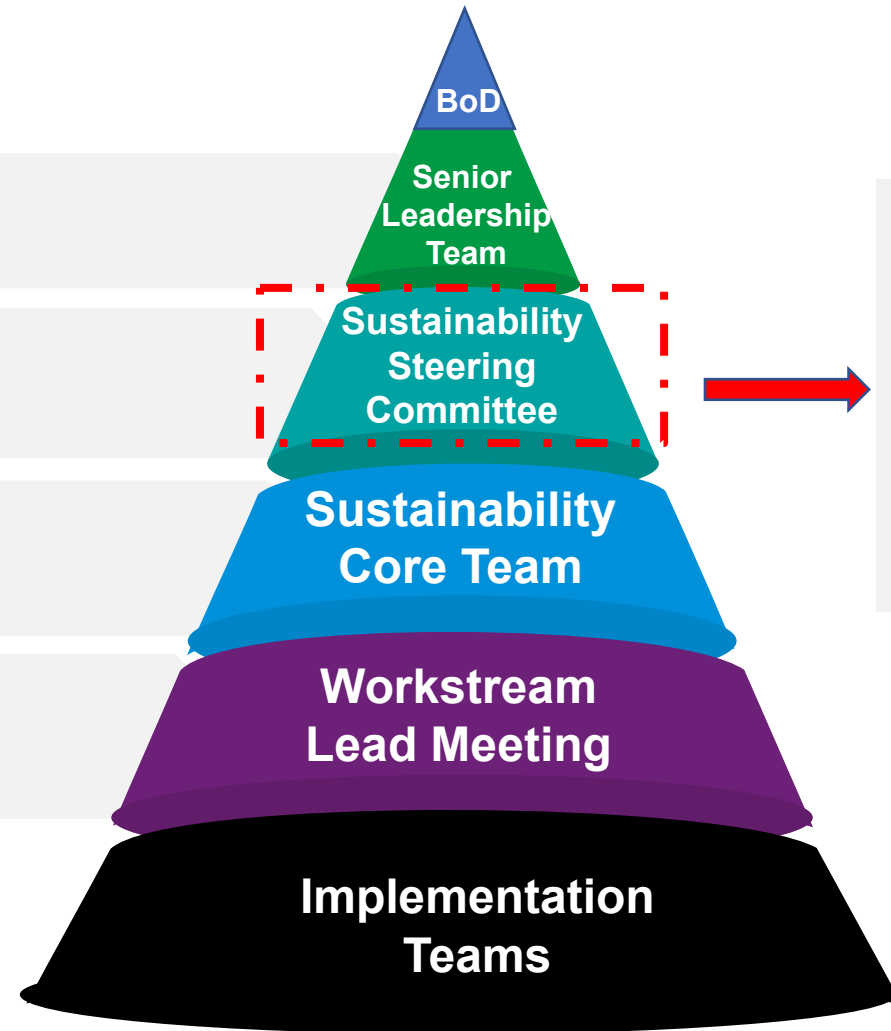 BoD
Senior
Leadership
Team
Sustainability
Steering
Committee
Sustainability
Core Team
Workstream
Lead Meeting
Implementation
Teams